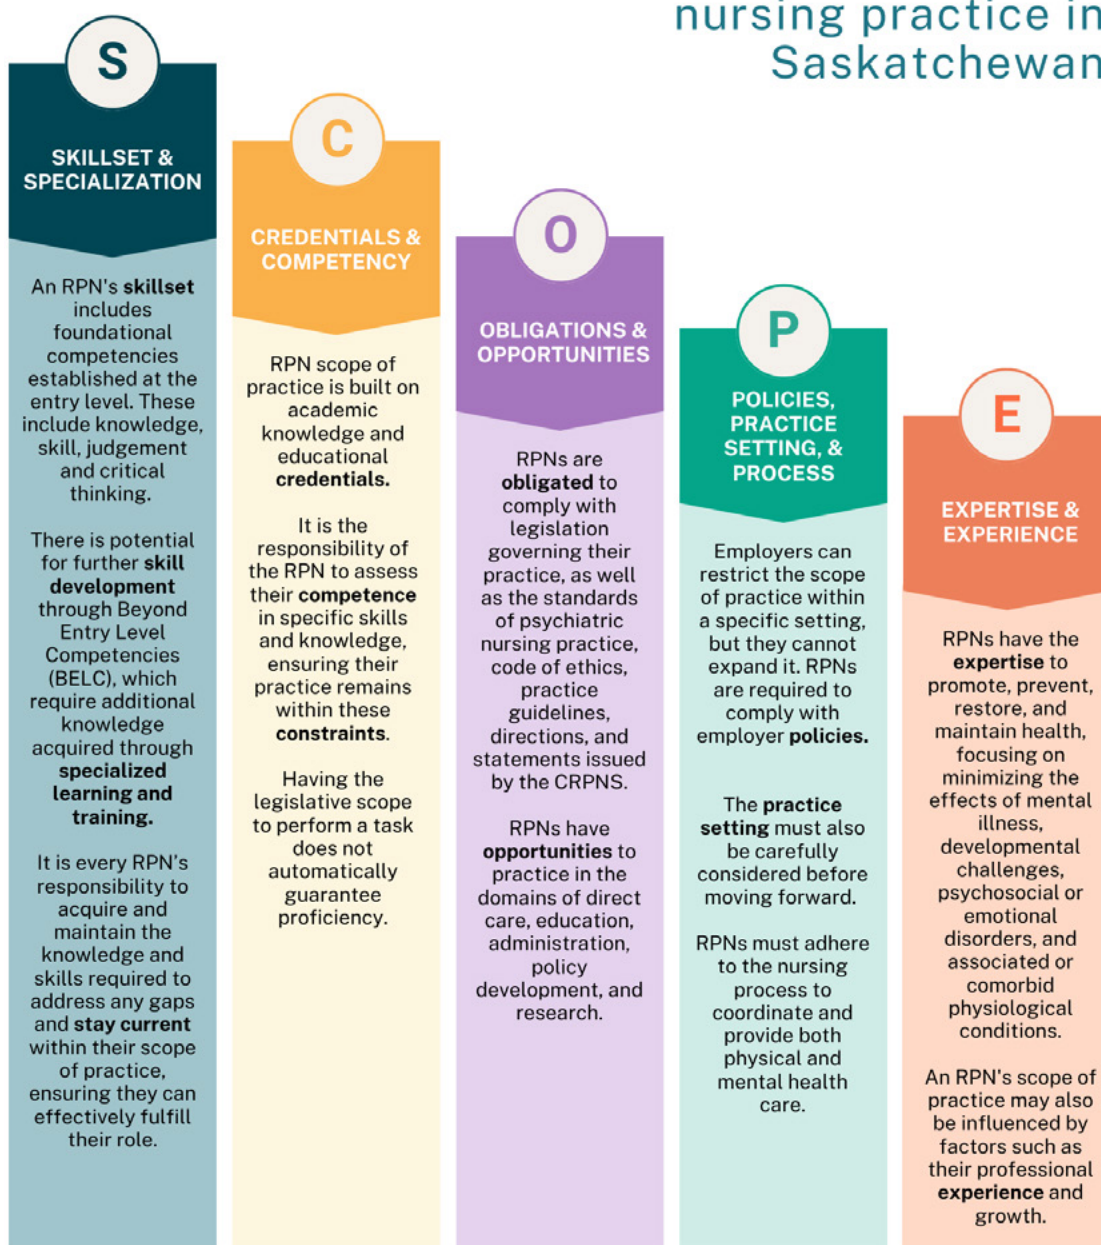 nursing practice in
Saskatchewan
S
SKILLSET &
SPECIALIZATION
An RPN's skillset
includes
foundational
competencies
established at the
entry level. These
include knowledge,
skill, judgement
and critical
thinking.
There is potential
for further skill
development
through Beyond
Entry Level
Competencies
(BELC), which
require additional
knowledge
acquired through
specialized
learning and
training.
It is every RPN's
responsibility to
acquire and
maintain the
knowledge and
skills required to
address any gaps
and stay current
within their scope
of practice,
ensuring they can
effectively fulfill
their role.
C
CREDENTIALS &
COMPETENCY
RPN scope of
practice is built on
academic
knowledge and
educational
credentials.
It is the
responsibility of
the RPN to assess
their competence
in specific skills
and knowledge,
ensuring their
practice remains
within these
constraints.
Having the
legislative scope
to perform a task
does not
automatically
guarantee
proficiency.
O
OBLIGATIONS &
OPPORTUNITIES
RPNs are
obligated to
comply with
legislation
governing their
practice, as well
as the standards
of psychiatric
nursing practice,
code of ethics,
practice
guidelines,
directions, and
statements issued
by the CRPNS.
RPNs have
opportunities to
practice in the
domains of direct
care, education,
administration,
policy
development, and
research.
P
POLICIES,
PRACTICE
SETTING, &
PROCESS
Employers can
restrict the scope
of practice within
a specific setting,
but they cannot
expand it. RPNs
are required to
comply with
employer policies.
The practice
setting must also
be carefully
considered before
moving forward.
RPNs must adhere
to the nursing
process to
coordinate and
provide both
physical and
mental health
care.
E
EXPERTISE &
EXPERIENCE
RPNs have the
expertise to
promote, prevent,
restore, and
maintain health,
focusing on
minimizing the
effects of mental
illness,
developmental
challenges,
psychosocial or
emotional
disorders, and
associated or
comorbid
physiological
conditions.
An RPN's scope of
practice may also
be influenced by
factors such as
their professional
experience and
growth.